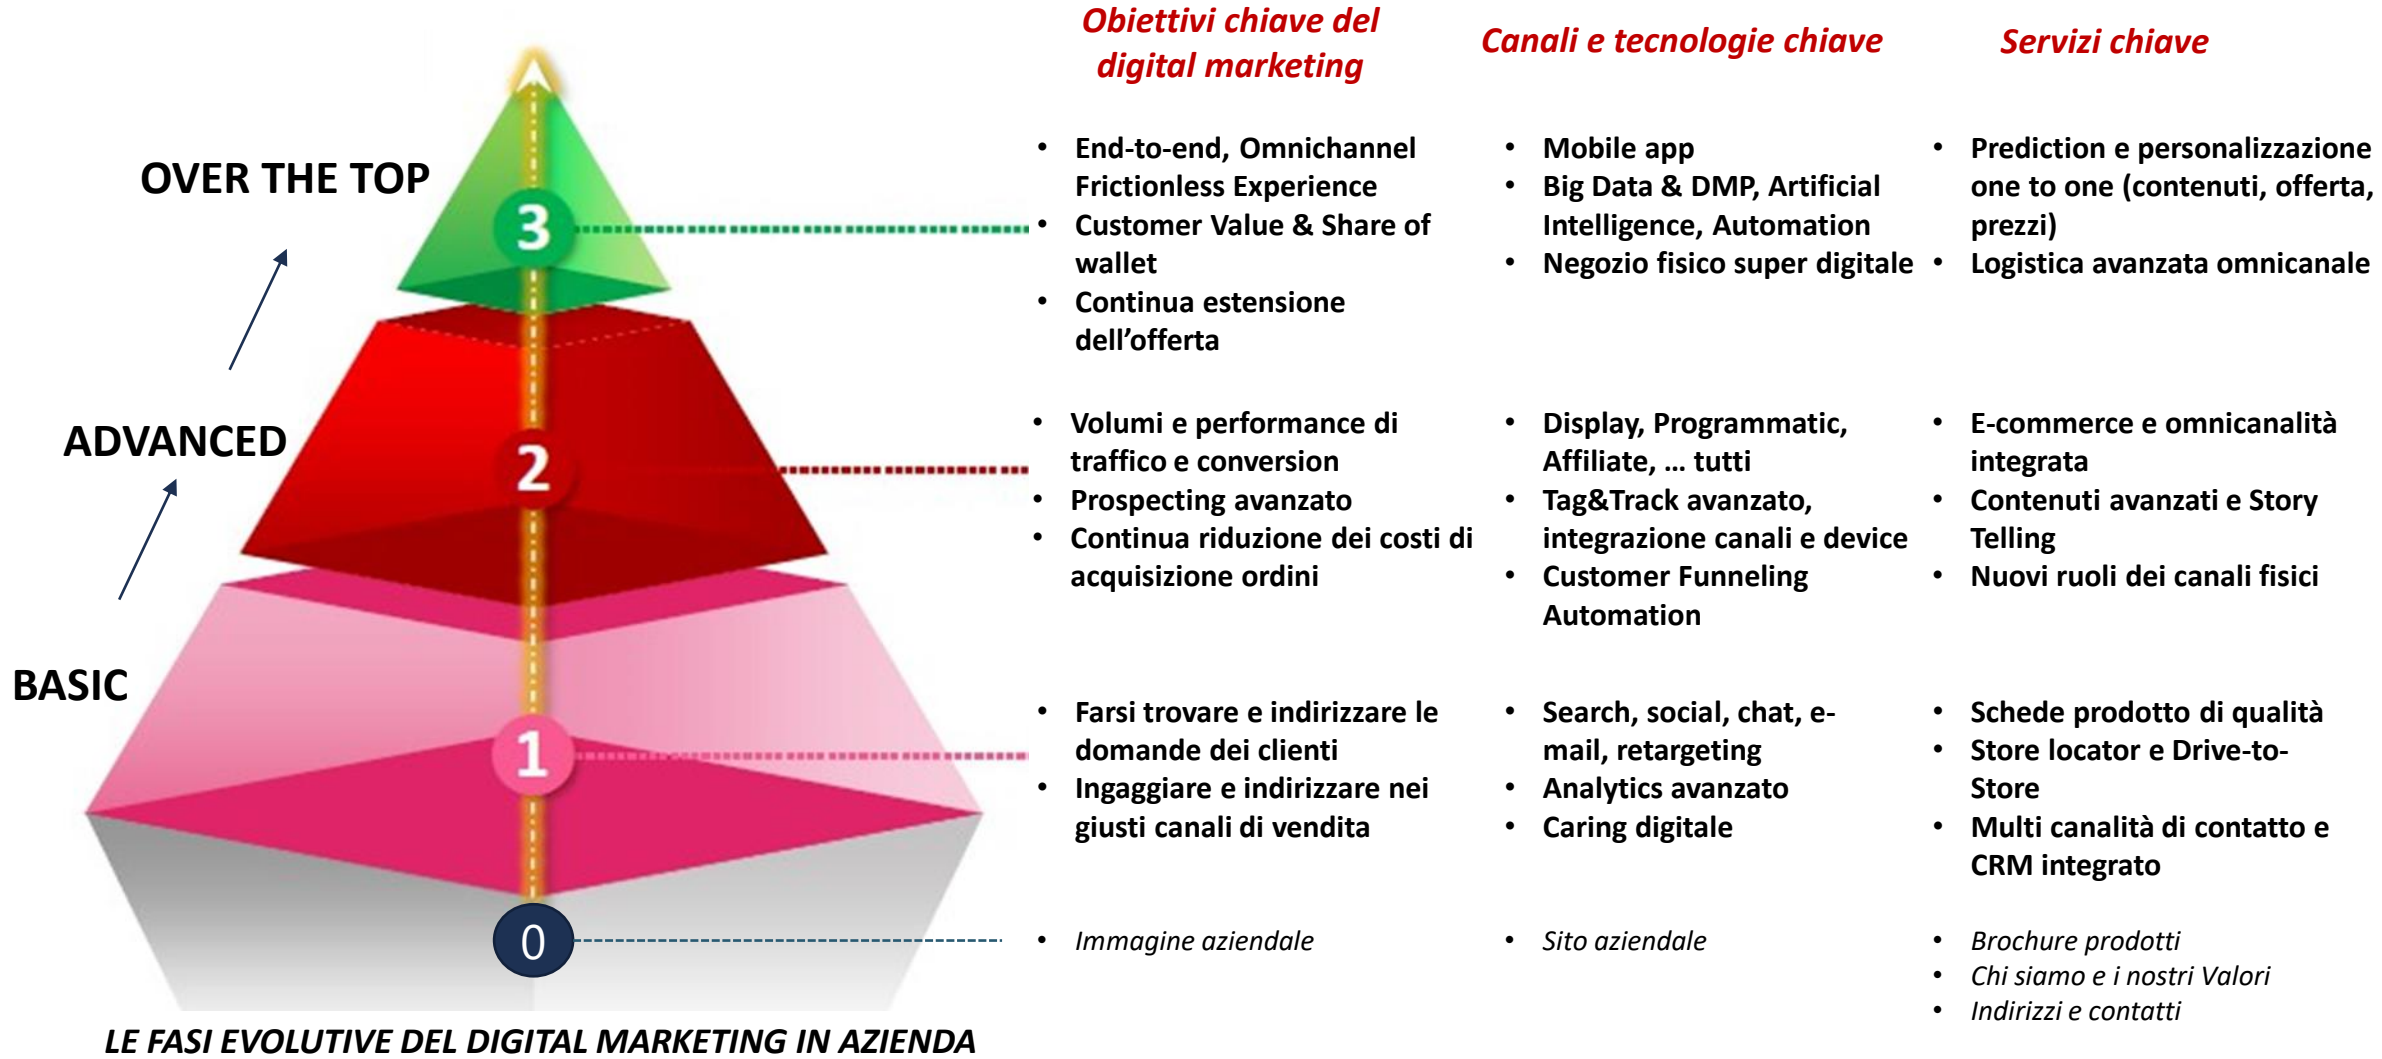 Obiettivi chiave del
digital marketing
Canali e tecnologie chiave
Servizi chiave
OVER THE TOP
3
• End-to-end, Omnichannel
Frictionless Experience
• Customer Value & Share of
wallet
• Continua estensione
dell’offerta
• Mobile app
• Big Data & DMP, Artificial
Intelligence, Automation
• Negozio fisico super digitale
• Prediction e personalizzazione
one to one (contenuti, offerta,
prezzi)
• Logistica avanzata omnicanale
ADVANCED
2
• Volumi e performance di
traffico e conversion
• Prospecting avanzato
• Continua riduzione dei costi di
acquisizione ordini
• Display, Programmatic,
Affiliate, … tutti
• Tag&Track avanzato,
integrazione canali e device
• Customer Funneling
Automation
• E-commerce e omnicanalità
integrata
• Contenuti avanzati e Story
Telling
• Nuovi ruoli dei canali fisici
BASIC
1
• Farsi trovare e indirizzare le
domande dei clienti
• Ingaggiare e indirizzare nei
giusti canali di vendita
• Search, social, chat, e-
mail, retargeting
• Analytics avanzato
• Caring digitale
• Schede prodotto di qualità
• Store locator e Drive-to-
Store
• Multi canalità di contatto e
CRM integrato
0
• Immagine aziendale
• Sito aziendale
• Brochure prodotti
• Chi siamo e i nostri Valori
• Indirizzi e contatti
LE FASI EVOLUTIVE DEL DIGITAL MARKETING IN AZIENDA